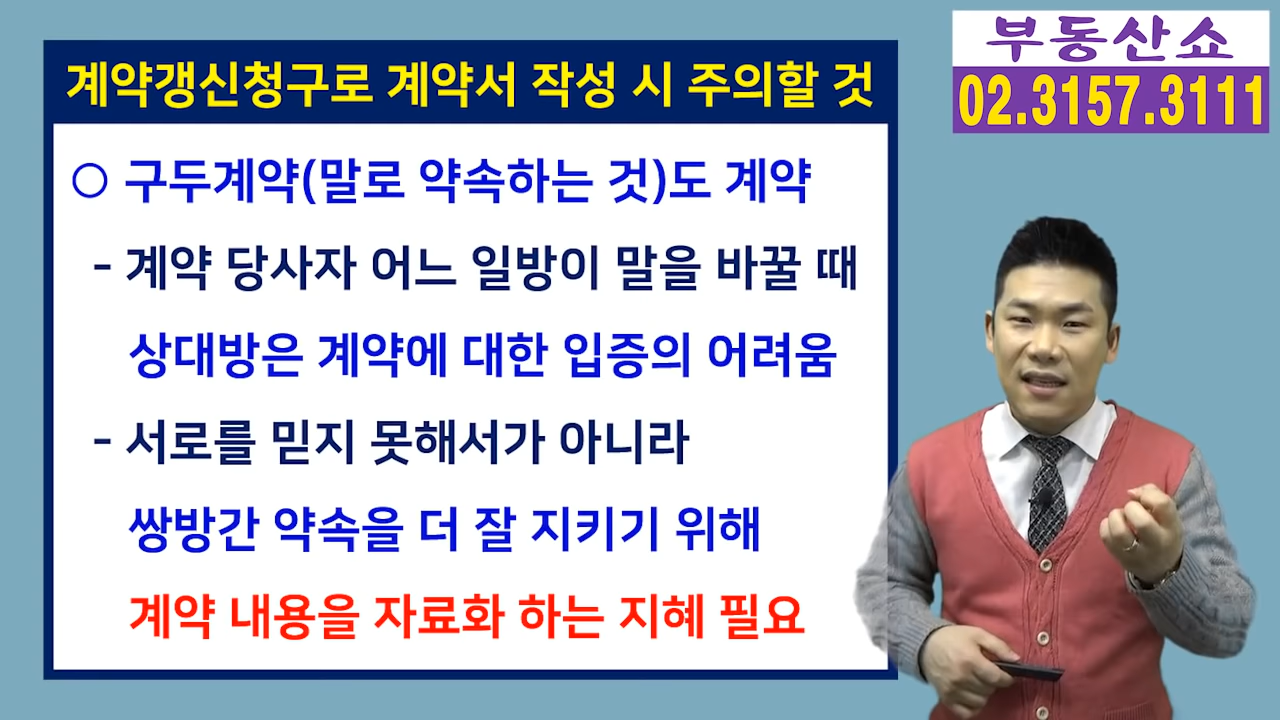 부동산쇼
02.3157.3111
계약갱신청구로 계약서 작성 시 주의할 것
○ 구두계약(말로 약속하는 것)도 계약
- 계약 당사자 어느 일방이 말을 바꿀 때
상대방은 계약에 대한 입증의 어려움
- 서로를 믿지 못해서가 아니라
쌍방간 약속을 더 잘 지키기 위해
계약 내용을 자료화 하는 지혜 필요